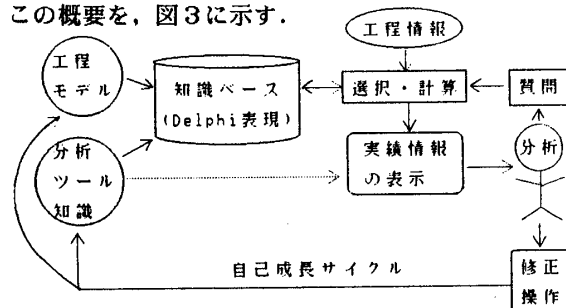 この概要を，図３に示す．
工程情報
工程
モデル
知識ベース
(Delphi表現)
選択・計算
質問
分析
ツール
知識
実績情報
の表示
分析
自己成長サイクル
修正
操作